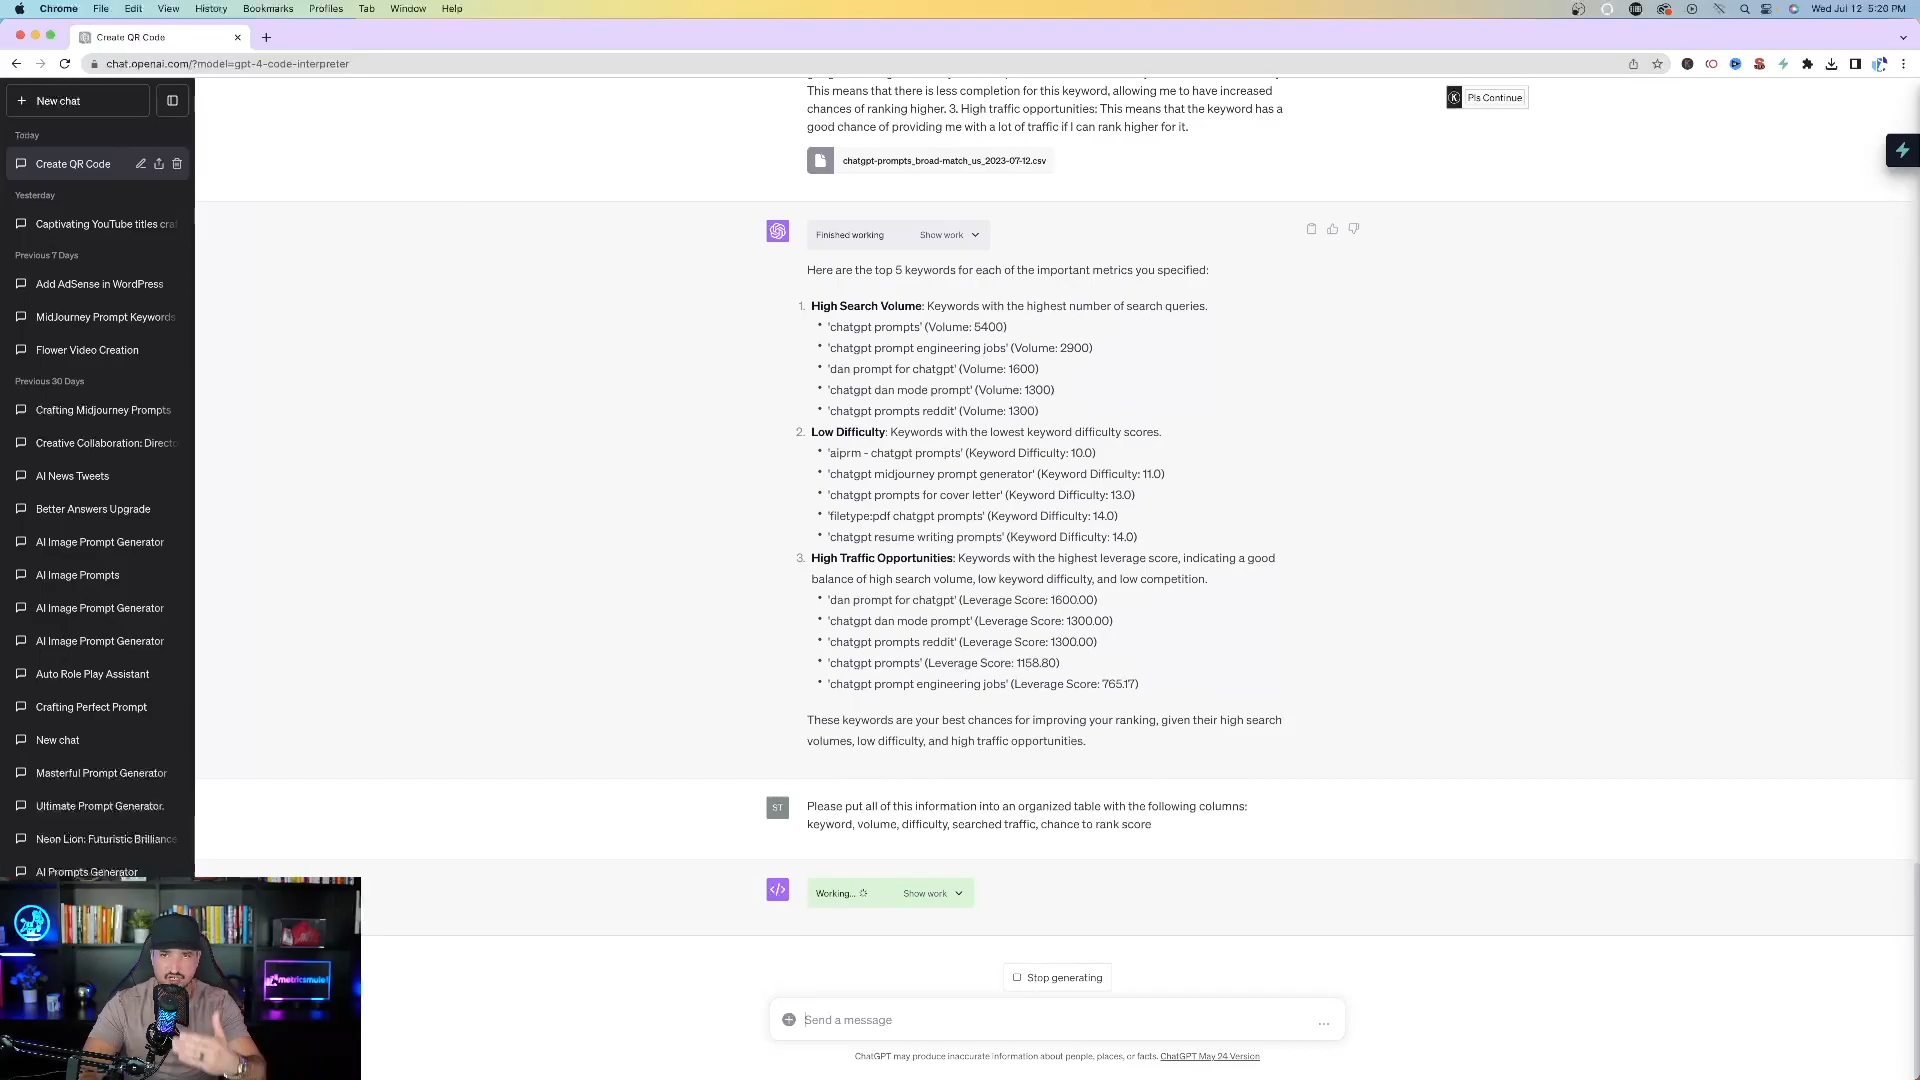 Chrome File Edit View History Bookmarks Profiles Tab Window Help
Wed Jul 12 5:20 PM
Create QR Code
chat.openai.com/?model=gpt-4-code-interpreter
New chat
Today
Create QR Code
Yesterday
Captivating YouTube titles cra
Previous 7 Days
Add AdSense in WordPress
MidJourney Prompt Keywords
Flower Video Creation
Previous 30 Days
Crafting Midjourney Prompts
Creative Collaboration: Directo
AI News Tweets
Better Answers Upgrade
AI Image Prompt Generator
AI Image Prompts
AI Image Prompt Generator
AI Image Prompt Generator
Auto Role Play Assistant
Crafting Perfect Prompt
New chat
Masterful Prompt Generator
Ultimate Prompt Generator.
Neon Lion: Futuristic Brilliance
AI Prompts Generator
metricsmule
This means that there is less completion for this keyword, allowing me to have increased
chances of ranking higher. 3. High traffic opportunities: This means that the keyword has a
good chance of providing me with a lot of traffic if I can rank higher for it.
K Pls Continue
chatgpt-prompts_broad-match_us_2023-07-12.csv
Finished working Show work
Here are the top 5 keywords for each of the important metrics you specified:
1. High Search Volume: Keywords with the highest number of search queries.
• 'chatgpt prompts' (Volume: 5400)
• 'chatgpt prompt engineering jobs' (Volume: 2900)
• 'dan prompt for chatgpt' (Volume: 1600)
• 'chatgpt dan mode prompt' (Volume: 1300)
• 'chatgpt prompts reddit' (Volume: 1300)
2. Low Difficulty: Keywords with the lowest keyword difficulty scores.
• 'aiprm - chatgpt prompts' (Keyword Difficulty: 10.0)
• 'chatgpt midjourney prompt generator' (Keyword Difficulty: 11.0)
• 'chatgpt prompts for cover letter' (Keyword Difficulty: 13.0)
• 'filetype:pdf chatgpt prompts' (Keyword Difficulty: 14.0)
• 'chatgpt resume writing prompts' (Keyword Difficulty: 14.0)
3. High Traffic Opportunities: Keywords with the highest leverage score, indicating a good
balance of high search volume, low keyword difficulty, and low competition.
• 'dan prompt for chatgpt' (Leverage Score: 1600.00)
• 'chatgpt dan mode prompt' (Leverage Score: 1300.00)
• 'chatgpt prompts reddit' (Leverage Score: 1300.00)
• 'chatgpt prompts' (Leverage Score: 1158.80)
• 'chatgpt prompt engineering jobs' (Leverage Score: 765.17)
These keywords are your best chances for improving your ranking, given their high search
volumes, low difficulty, and high traffic opportunities.
ST
Please put all of this information into an organized table with the following columns:
keyword, volume, difficulty, searched traffic, chance to rank score
Working... Show work
Stop generating
Send a message
ChatGPT may produce inaccurate information about people, places, or facts. ChatGPT May 24 Version